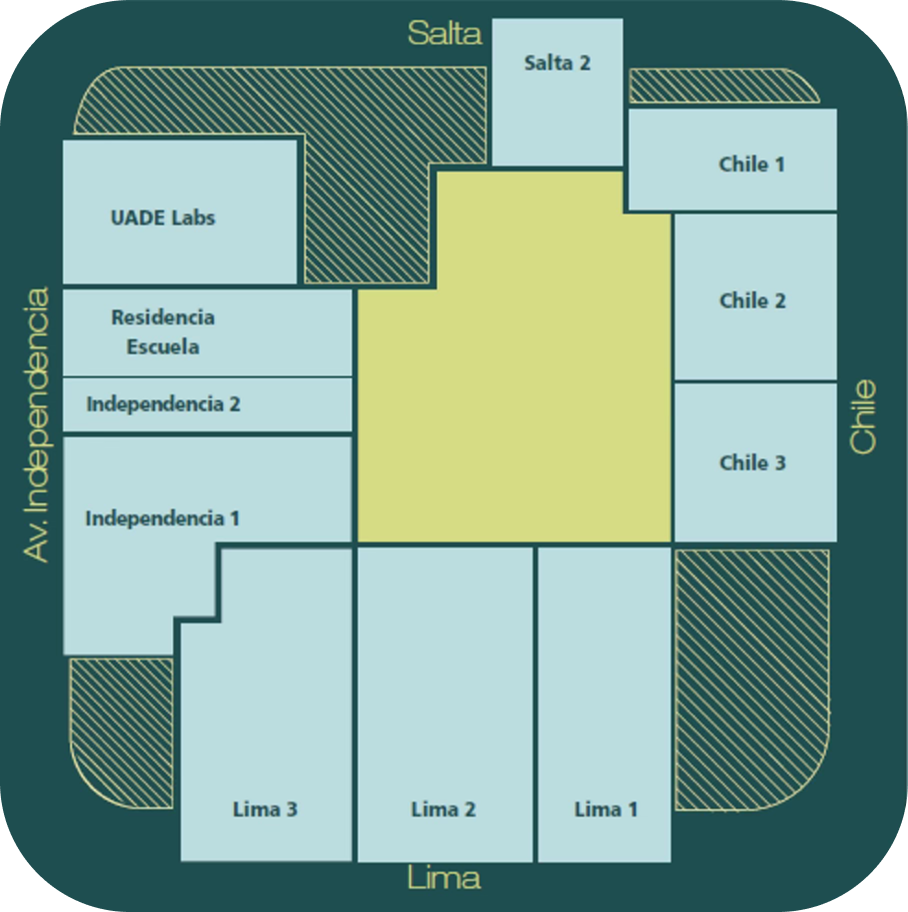 Salta
Salta 2
Chile 1
UADE Labs
Chile 2
Residencia
Escuela
Av. Independencia
Independencia 2
Chile
Chile 3
Independencia 1
Lima 3
Lima 2
Lima 1
Lima